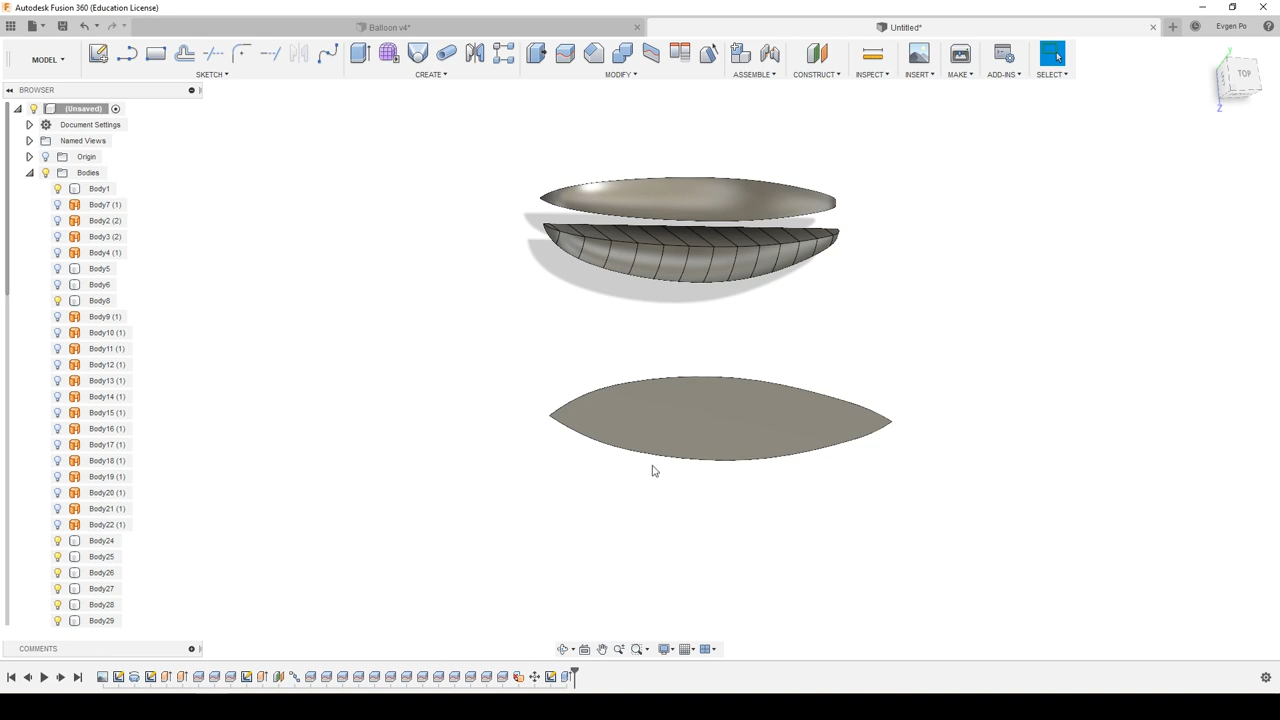 Autodesk Fusion 360 (Education License)
Balloon v4*
Untitled*
Evgen Po
MODEL
SKETCH
CREATE
MODIFY
ASSEMBLE
CONSTRUCT
INSPECT
INSERT
MAKE
ADD-INS
SELECT
BROWSER
TOP
Y
Z
(Unsaved)
Document Settings
Named Views
Origin
Bodies
Body1
Body7 (1)
Body2 (2)
Body3 (2)
Body4 (1)
Body5
Body6
Body8
Body9 (1)
Body10 (1)
Body11 (1)
Body12 (1)
Body13 (1)
Body14 (1)
Body15 (1)
Body16 (1)
Body17 (1)
Body18 (1)
Body19 (1)
Body20 (1)
Body21 (1)
Body22 (1)
Body24
Body25
Body26
Body27
Body28
Body29
COMMENTS